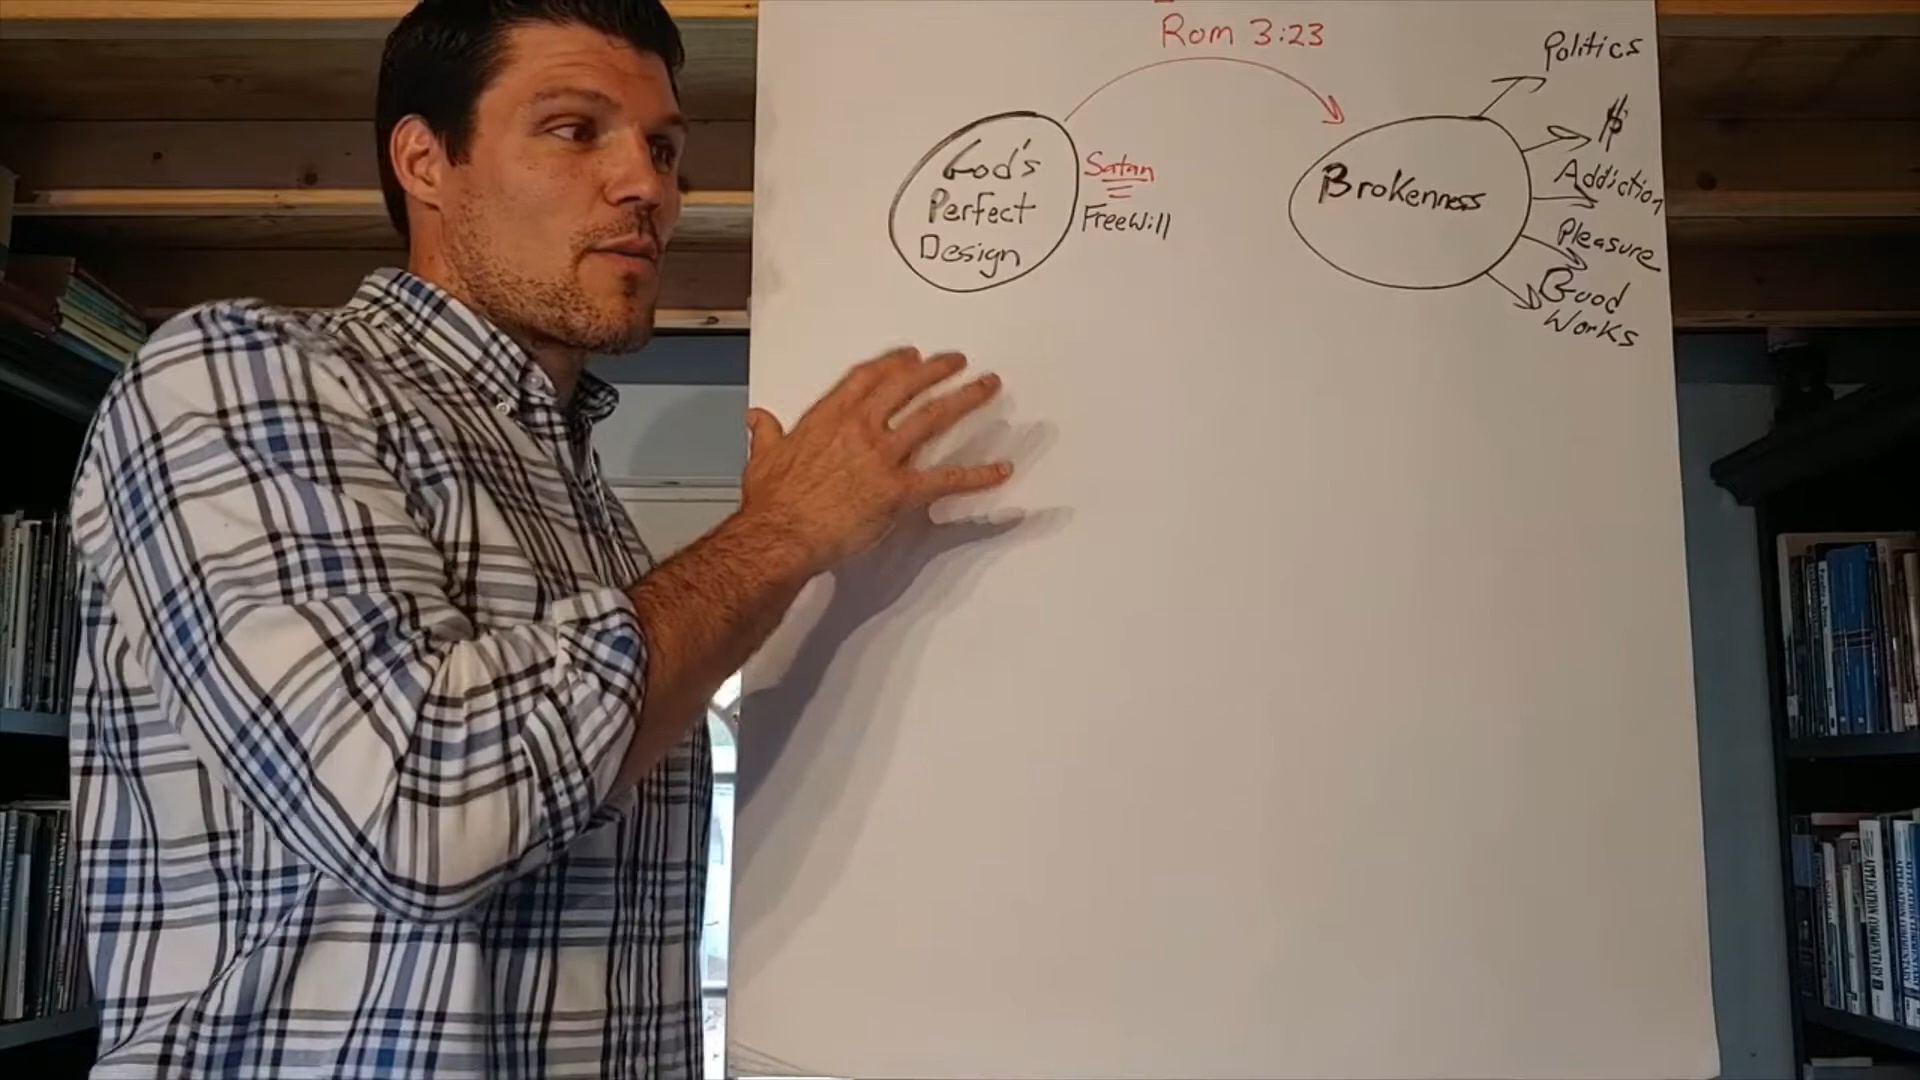 Rom 3:23
God's
Perfect
Design
Satan
FreeWill
Brokenness
Politics
$
Addiction
Pleasure
Good
Works